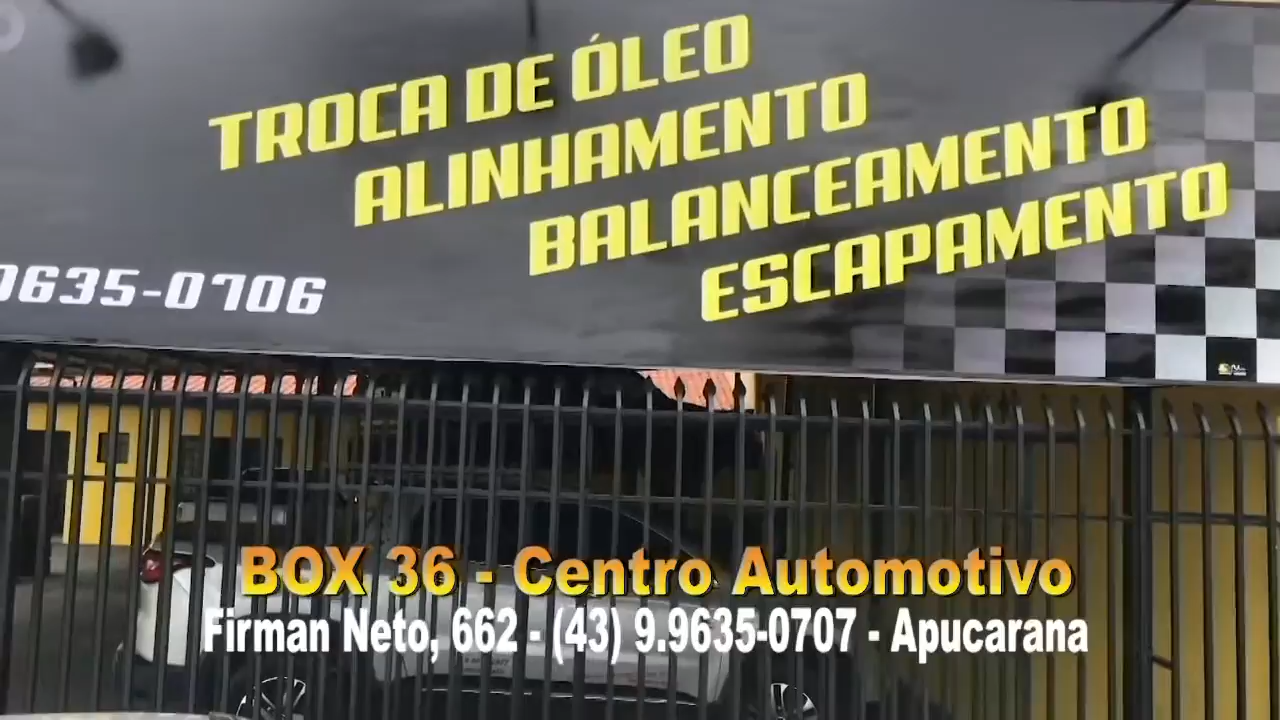 TROCA DE ÓLEO
ALINHAMENTO
BALANCEAMENTO
ESCAPAMENTO
9635-0706
BOX 36 - Centro Automotivo
Firman Neto, 662 - (43) 9.9635-0707 - Apucarana